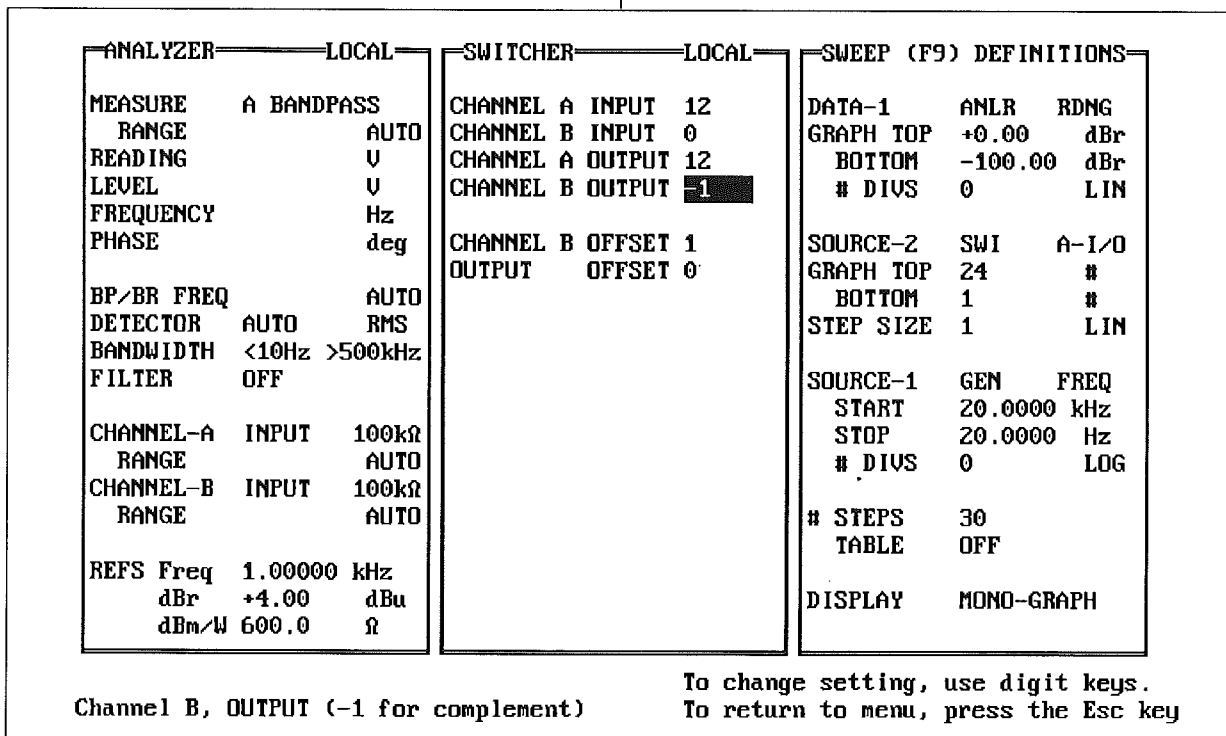 ANALYZER LOCAL
MEASURE A BANDPASS
RANGE AUTO
READING V
LEVEL V
FREQUENCY Hz
PHASE deg
BP/BR FREQ AUTO
DETECTOR AUTO RMS
BANDWIDTH <10Hz >500kHz
FILTER OFF
CHANNEL-A INPUT 100kΩ
RANGE AUTO
CHANNEL-B INPUT 100kΩ
RANGE AUTO
REFS Freq 1.00000 kHz
dBr +4.00 dBu
dBm/W 600.0 Ω
SWITCHER LOCAL
CHANNEL A INPUT 12
CHANNEL B INPUT 0
CHANNEL A OUTPUT 12
CHANNEL B OUTPUT -1
CHANNEL B OFFSET 1
OUTPUT OFFSET 0
SWEEP (F9) DEFINITIONS
DATA-1 ANLR RDNG
GRAPH TOP +0.00 dBr
BOTTOM -100.00 dBr
# DIVS 0 LIN
SOURCE-2 SWI A-I/O
GRAPH TOP 24 #
BOTTOM 1 #
STEP SIZE 1 LIN
SOURCE-1 GEN FREQ
START 20.0000 kHz
STOP 20.0000 Hz
# DIVS 0 LOG
# STEPS 30
TABLE OFF
DISPLAY MONO-GRAPH
Channel B, OUTPUT (-1 for complement)
To change setting, use digit keys.
To return to menu, press the Esc key